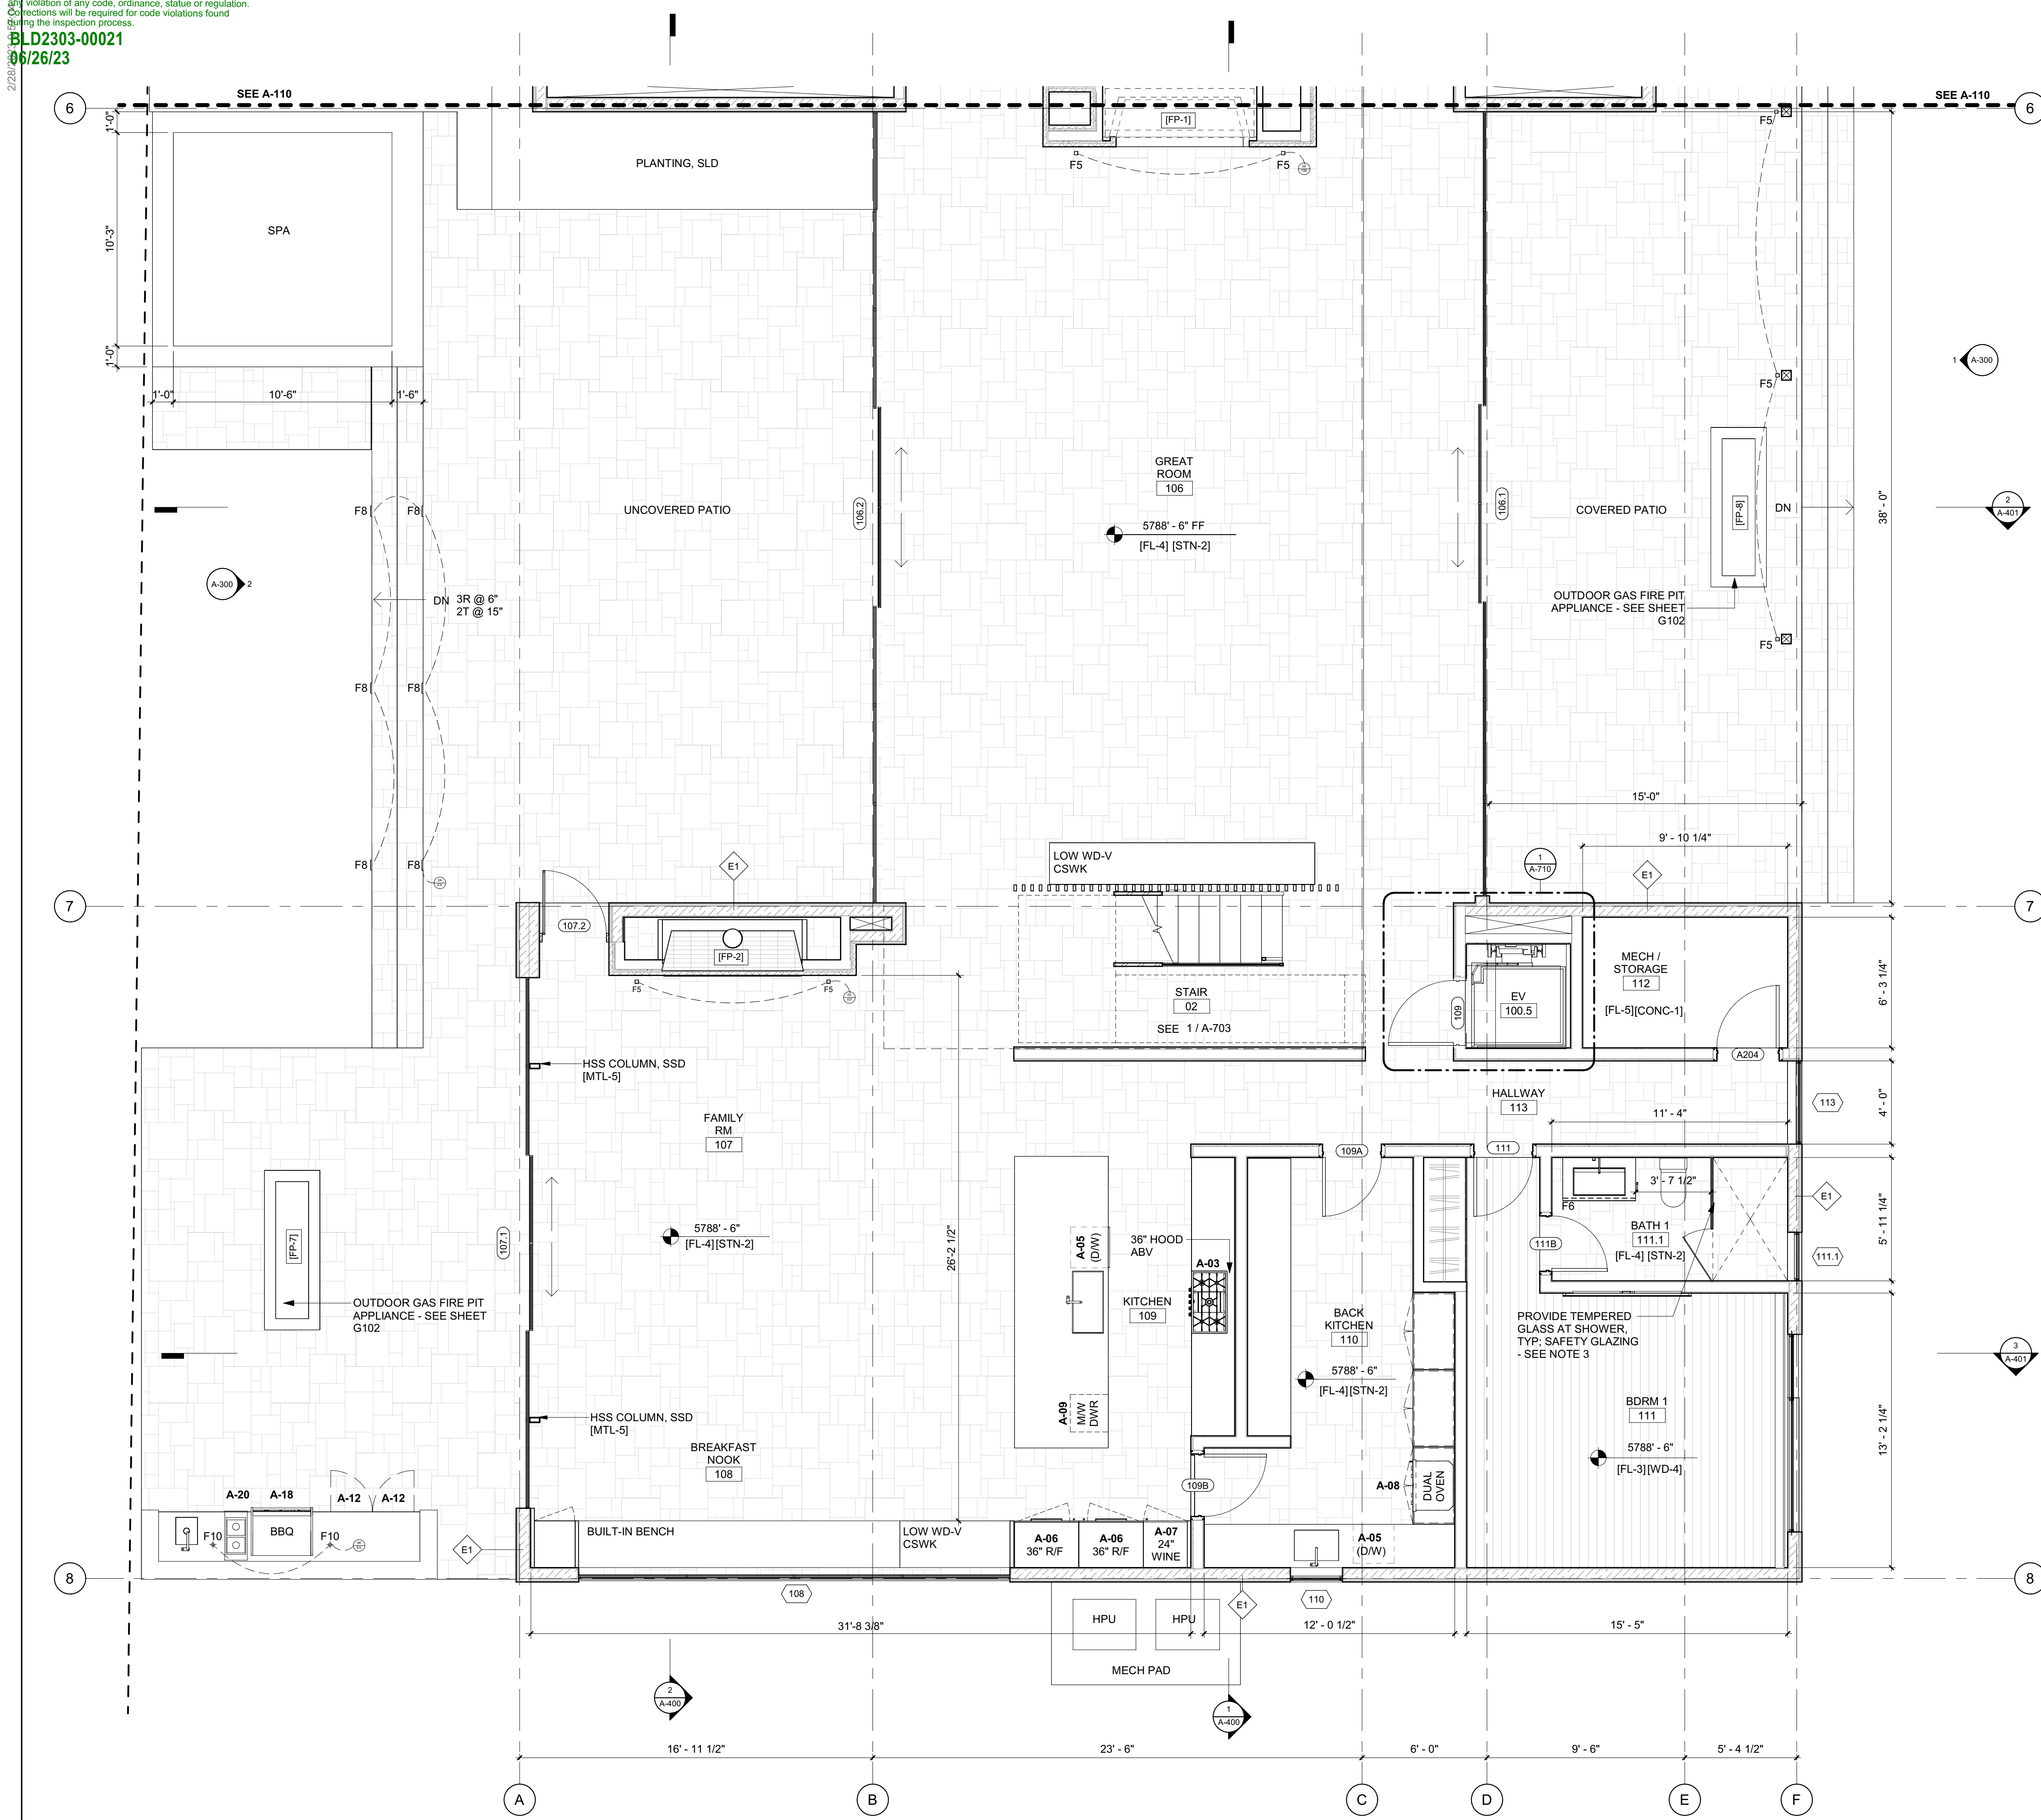 any violation of any code, ordinance, statue or regulation.
Corrections will be required for code violations found
during the inspection process.
BLD2303-00021
06/26/23
SEE A-110
SEE A-110
6
6
1'-0"
10'-3"
1'-0"
SPA
1'-0"
10'-6"
1'-6"
PLANTING, SLD
[FP-1]
F5
F5
F5
F5
F5
1
A-300
38' - 0"
UNCOVERED PATIO
106.2
GREAT
ROOM
106
5788' - 6" FF
[FL-4] [STN-2]
106.1
COVERED PATIO
[FP-8]
DN
2
A-401
OUTDOOR GAS FIRE PIT
APPLIANCE - SEE SHEET
G102
A-300
2
F8
F8
F8
F8
F8
F8
DN
3R @ 6"
2T @ 15"
15'-0"
9' - 10 1/4"
E1
E1
LOW WD-V
CSWK
1
A-710
7
7
107.2
[FP-2]
F5
F5
STAIR
02
SEE 1 / A-703
109
EV
100.5
MECH /
STORAGE
112
[FL-5][CONC-1]
A204
6' - 3 1/4"
HSS COLUMN, SSD
[MTL-5]
FAMILY
RM
107
HALLWAY
113
11' - 4"
113
4' - 0"
109A
111
3' - 7 1/2"
F6
BATH 1
111.1
[FL-4] [STN-2]
111B
E1
111.1
5' - 11 1/4"
5788' - 6"
[FL-4][STN-2]
107.1
[FP-7]
26'-2 1/2"
A-05
(D/W)
36" HOOD
ABV
A-03
KITCHEN
109
BACK
KITCHEN
110
5788' - 6"
[FL-4][STN-2]
PROVIDE TEMPERED
GLASS AT SHOWER,
TYP; SAFETY GLAZING
- SEE NOTE 3
OUTDOOR GAS FIRE PIT
APPLIANCE - SEE SHEET
G102
3
A-401
HSS COLUMN, SSD
[MTL-5]
A-09
M/W
DWR
BDRM 1
111
5788' - 6"
[FL-3][WD-4]
13' - 2 1/4"
BREAKFAST
NOOK
108
109B
A-08
DUAL
OVEN
A-20
A-18
A-12
A-12
F10
BBQ
F10
E1
BUILT-IN BENCH
LOW WD-V
CSWK
A-06
36" R/F
A-06
36" R/F
A-07
24"
WINE
A-05
(D/W)
8
8
108
110
E1
HPU
HPU
MECH PAD
31'-8 3/8"
12' - 0 1/2"
15' - 5"
2
A-400
1
A-400
16' - 11 1/2"
23' - 6"
6' - 0"
9' - 6"
5' - 4 1/2"
A
B
C
D
E
F